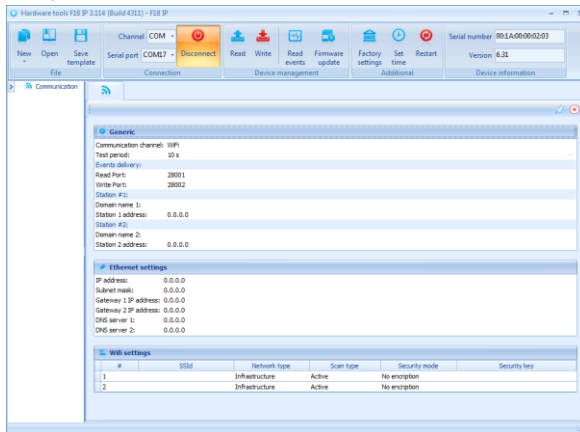 Hardware tools F18 IP 3.114 (Build 4311) - F18 IP
New Open Save template
File
Channel COM
Serial port COM17
Disconnect
Connection
Read Write Read events Firmware update
Device management
Factory settings Set time Restart
Additional
Serial number 00:1A:00:00:02:03
Version 6.31
Device information
Communication
Generic
Communication channel: WiFi
Test period: 10 s
Events delivery:
Read Port: 28001
Write Port: 28002
Station #1:
Domain name 1:
Station 1 address: 0.0.0.0
Station #2:
Domain name 2:
Station 2 address: 0.0.0.0
Ethernet settings
IP address: 0.0.0.0
Subnet mask: 0.0.0.0
Gateway 1 IP address: 0.0.0.0
Gateway 2 IP address: 0.0.0.0
DNS server 1: 0.0.0.0
DNS server 2: 0.0.0.0
Wifi settings
# SSId Network type Scan type Security mode Security key
1 Infrastructure Active No encription
2 Infrastructure Active No encription